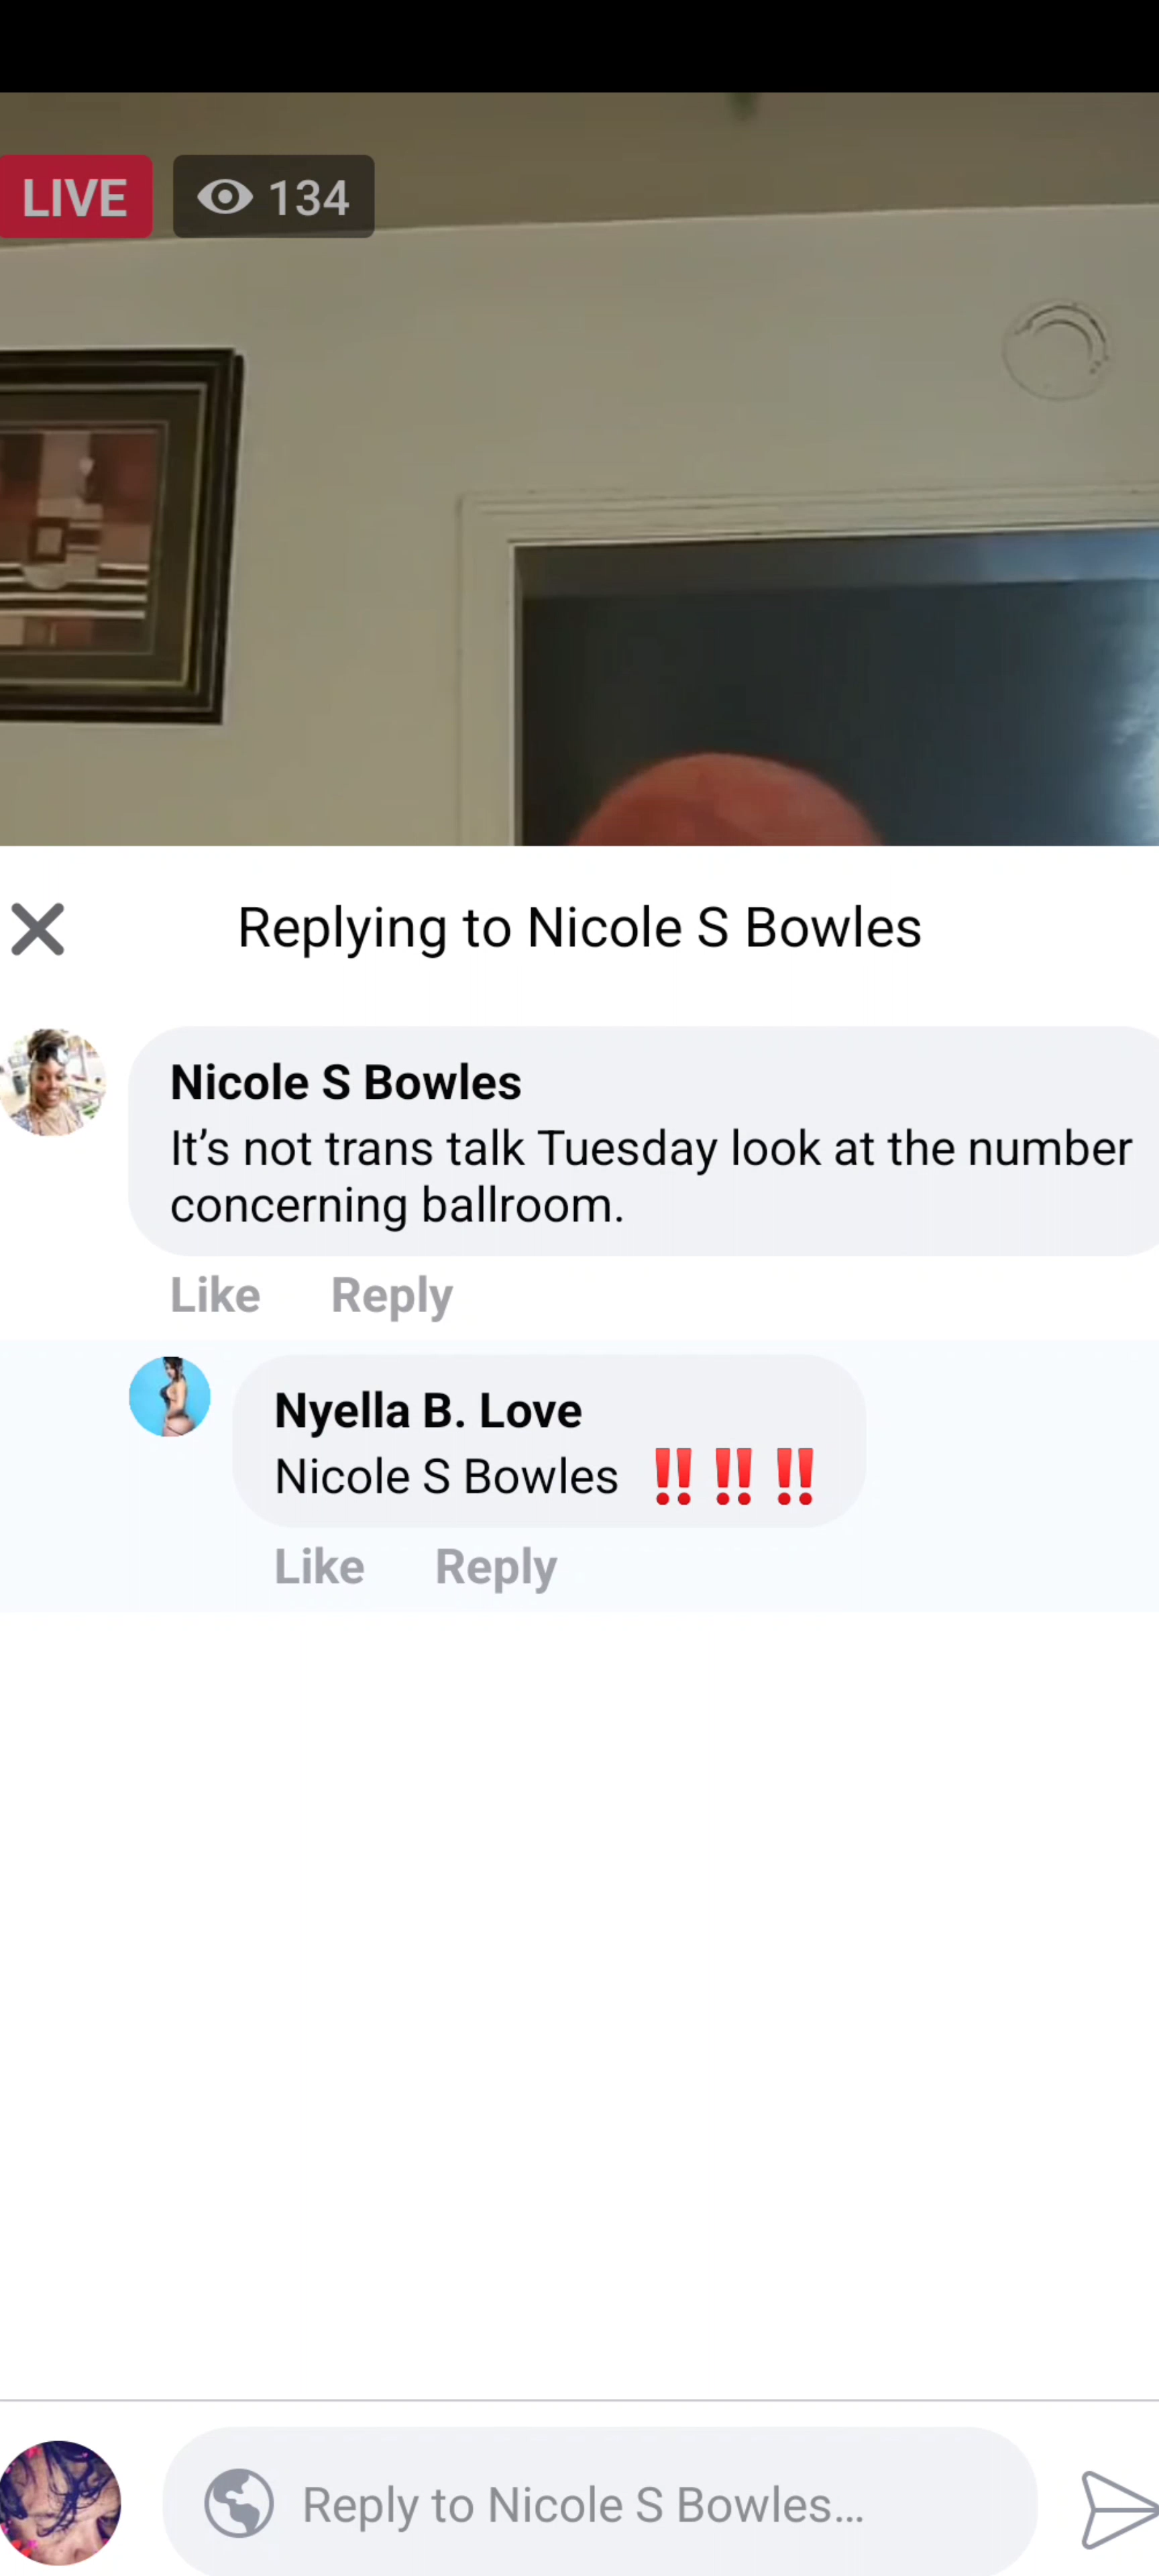 LIVE 134
Replying to Nicole S Bowles
Nicole S Bowles
It’s not trans talk Tuesday look at the number
concerning ballroom.
Like Reply
Nyella B. Love
Nicole S Bowles ‼️‼️‼️
Like Reply
Reply to Nicole S Bowles...